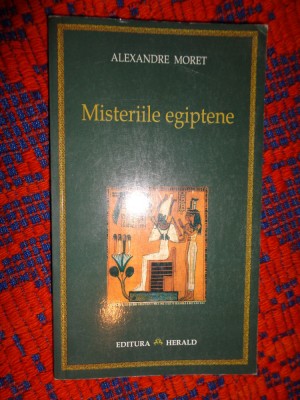 ALEXANDRE MORET
Misteriile egiptene
EDITURA HERALD